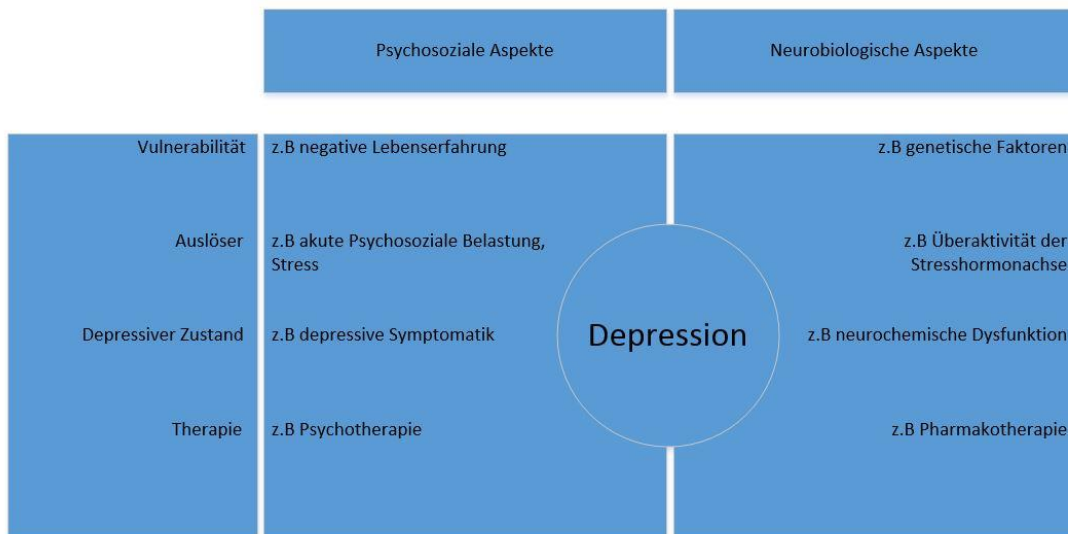 Psychosoziale Aspekte
Neurobiologische Aspekte
Vulnerabilität
z.B negative Lebenserfahrung
z.B genetische Faktoren
Auslöser
z.B akute Psychosoziale Belastung,
Stress
z.B Überaktivität der
Stresshormonachse
Depressiver Zustand
z.B depressive Symptomatik
Depression
z.B neurochemische Dysfunktion
Therapie
z.B Psychotherapie
z.B Pharmakotherapie